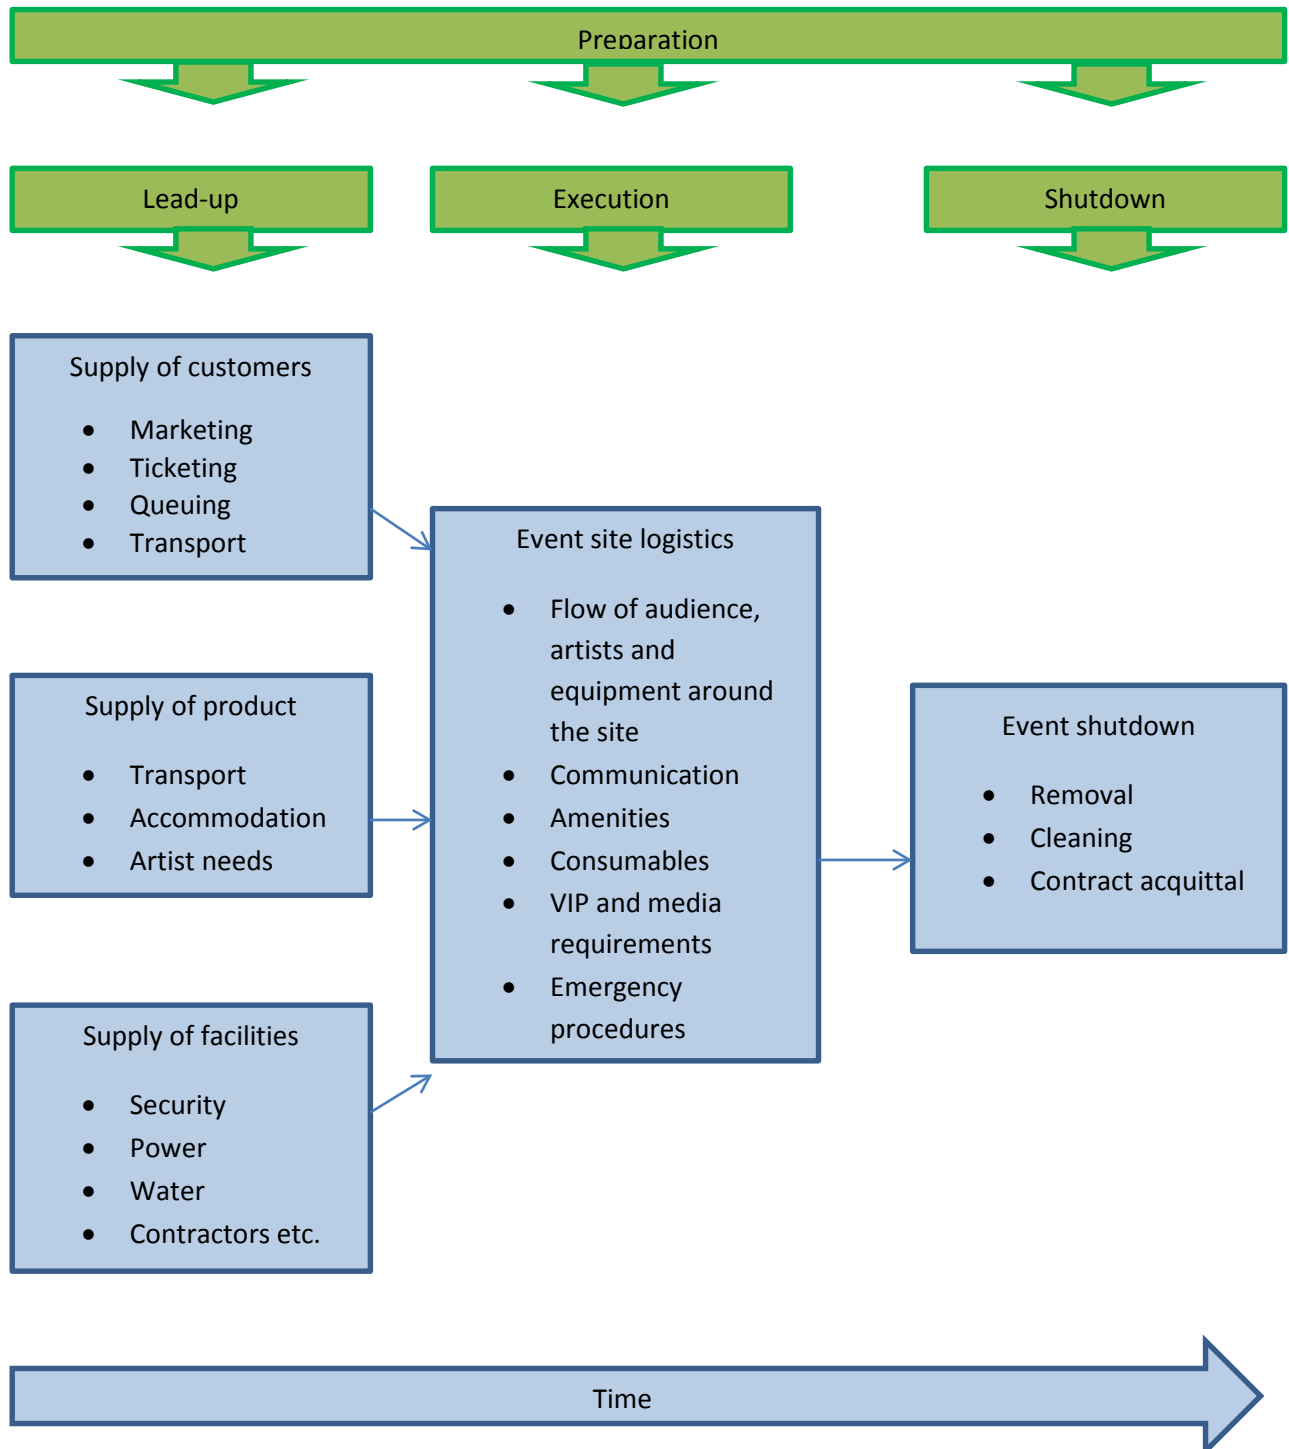 Preparation
Lead-up
Execution
Shutdown
Supply of customers
• Marketing
• Ticketing
• Queuing
• Transport
Supply of product
• Transport
• Accommodation
• Artist needs
Supply of facilities
• Security
• Power
• Water
• Contractors etc.
Event site logistics
• Flow of audience,
artists and
equipment around
the site
• Communication
• Amenities
• Consumables
• VIP and media
requirements
• Emergency
procedures
Event shutdown
• Removal
• Cleaning
• Contract acquittal
Time